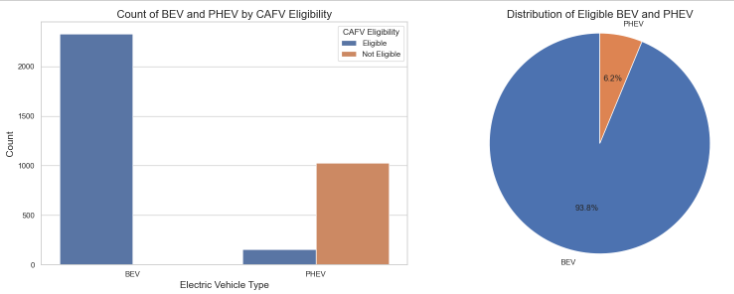 Count of BEV and PHEV by CAFV Eligibility
CAFV Eligibility
Eligible
Not Eligible
2000
1500
1000
500
0
Count
BEV
PHEV
Electric Vehicle Type
Distribution of Eligible BEV and PHEV
PHEV
6.2%
93.8%
BEV